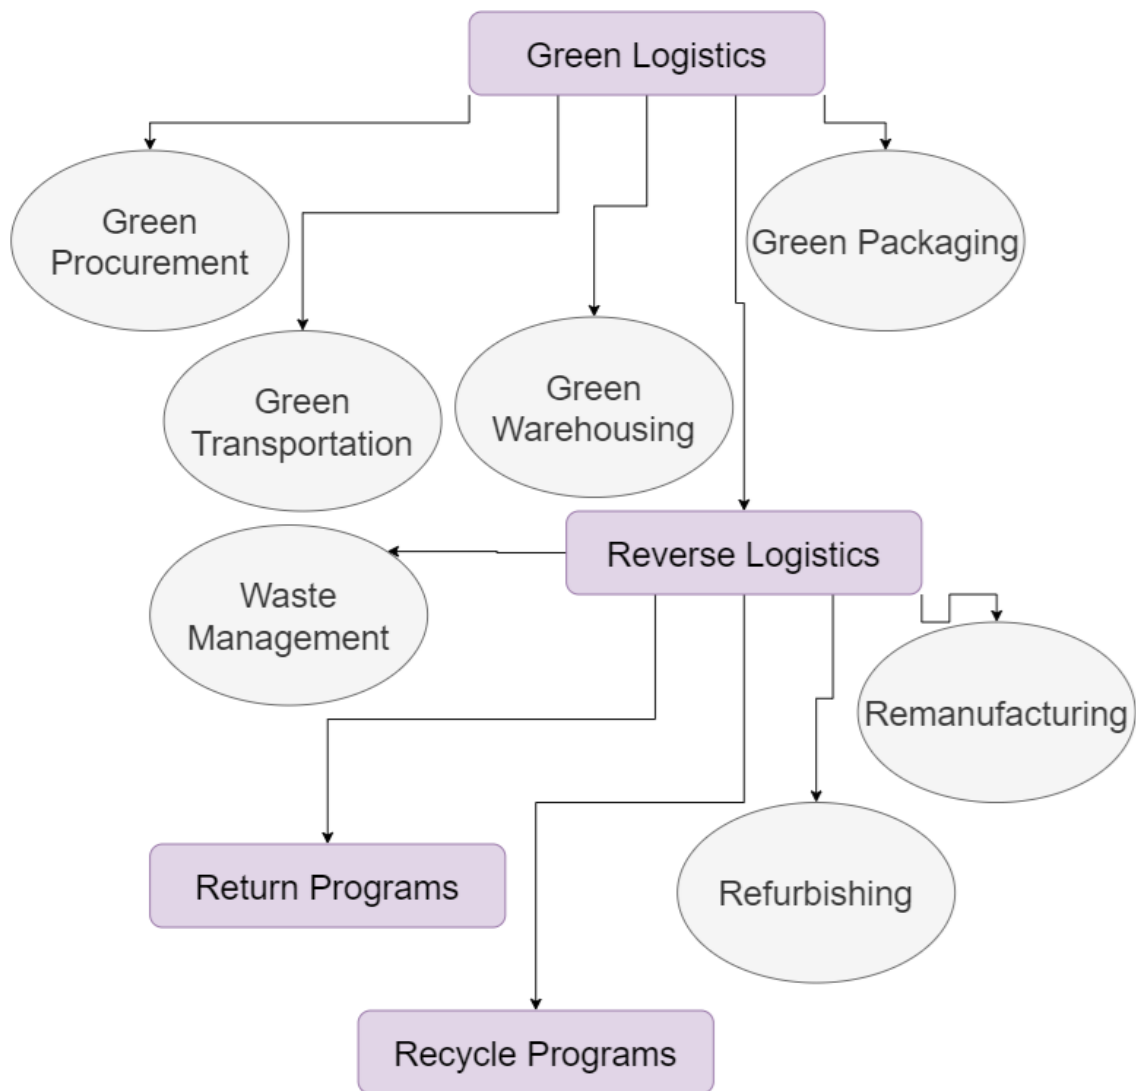 Green Logistics
Green
Procurement
Green Packaging
Green
Transportation
Green
Warehousing
Reverse Logistics
Waste
Management
Remanufacturing
Return Programs
Refurbishing
Recycle Programs